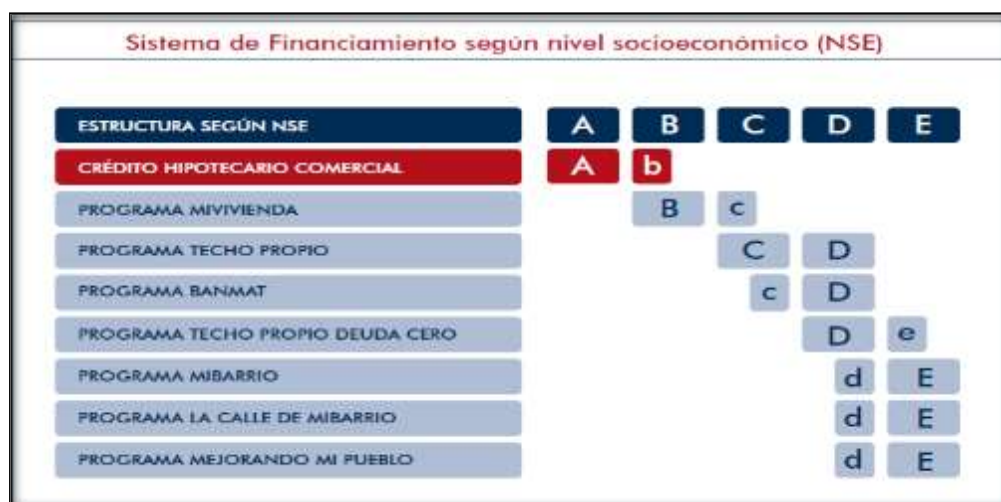 Sistema de Financiamiento según nivel socioeconómico (NSE)
ESTRUCTURA SEGÚN NSE A B C D E
CRÉDITO HIPOTECARIO COMERCIAL A b
PROGRAMA MIVIVIENDA B c
PROGRAMA TECHO PROPIO C D
PROGRAMA BANMAT c D
PROGRAMA TECHO PROPIO DEUDA CERO D e
PROGRAMA MIBARRIO d E
PROGRAMA LA CALLE DE MIBARRIO d E
PROGRAMA MEJORANDO MI PUEBLO d E